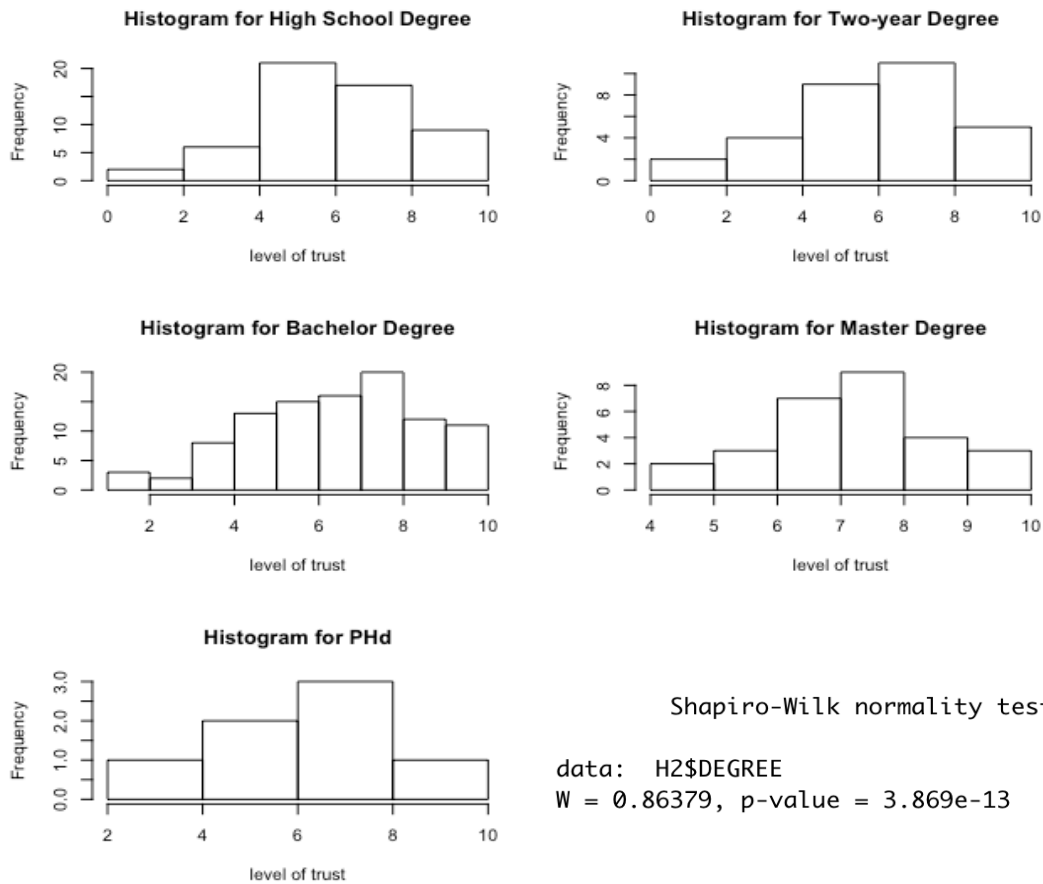 Histogram for High School Degree
Frequency
20
10
5
0
0 2 4 6 8 10
level of trust
Histogram for Two-year Degree
Frequency
8
4
0
0 2 4 6 8 10
level of trust
Histogram for Bachelor Degree
Frequency
20
10
5
0
2 4 6 8 10
level of trust
Histogram for Master Degree
Frequency
8
6
4
2
0
4 5 6 7 8 9 10
level of trust
Histogram for PHd
Frequency
3.0
2.0
1.0
0.0
2 4 6 8 10
level of trust
Shapiro-Wilk normality tes
data: H2$DEGREE
W = 0.86379, p-value = 3.869e-13